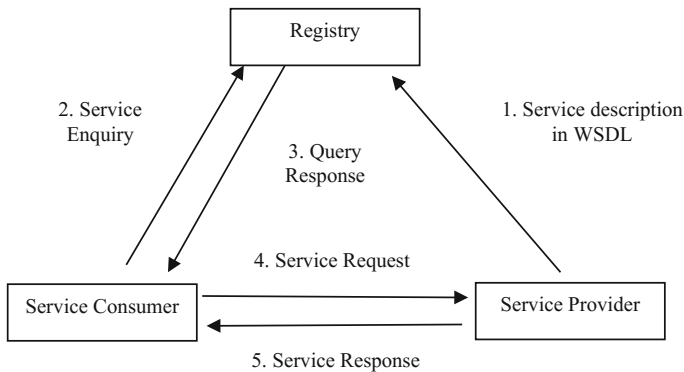 Registry
2. Service
Enquiry
1. Service description
in WSDL
3. Query
Response
4. Service Request
Service Consumer
Service Provider
5. Service Response